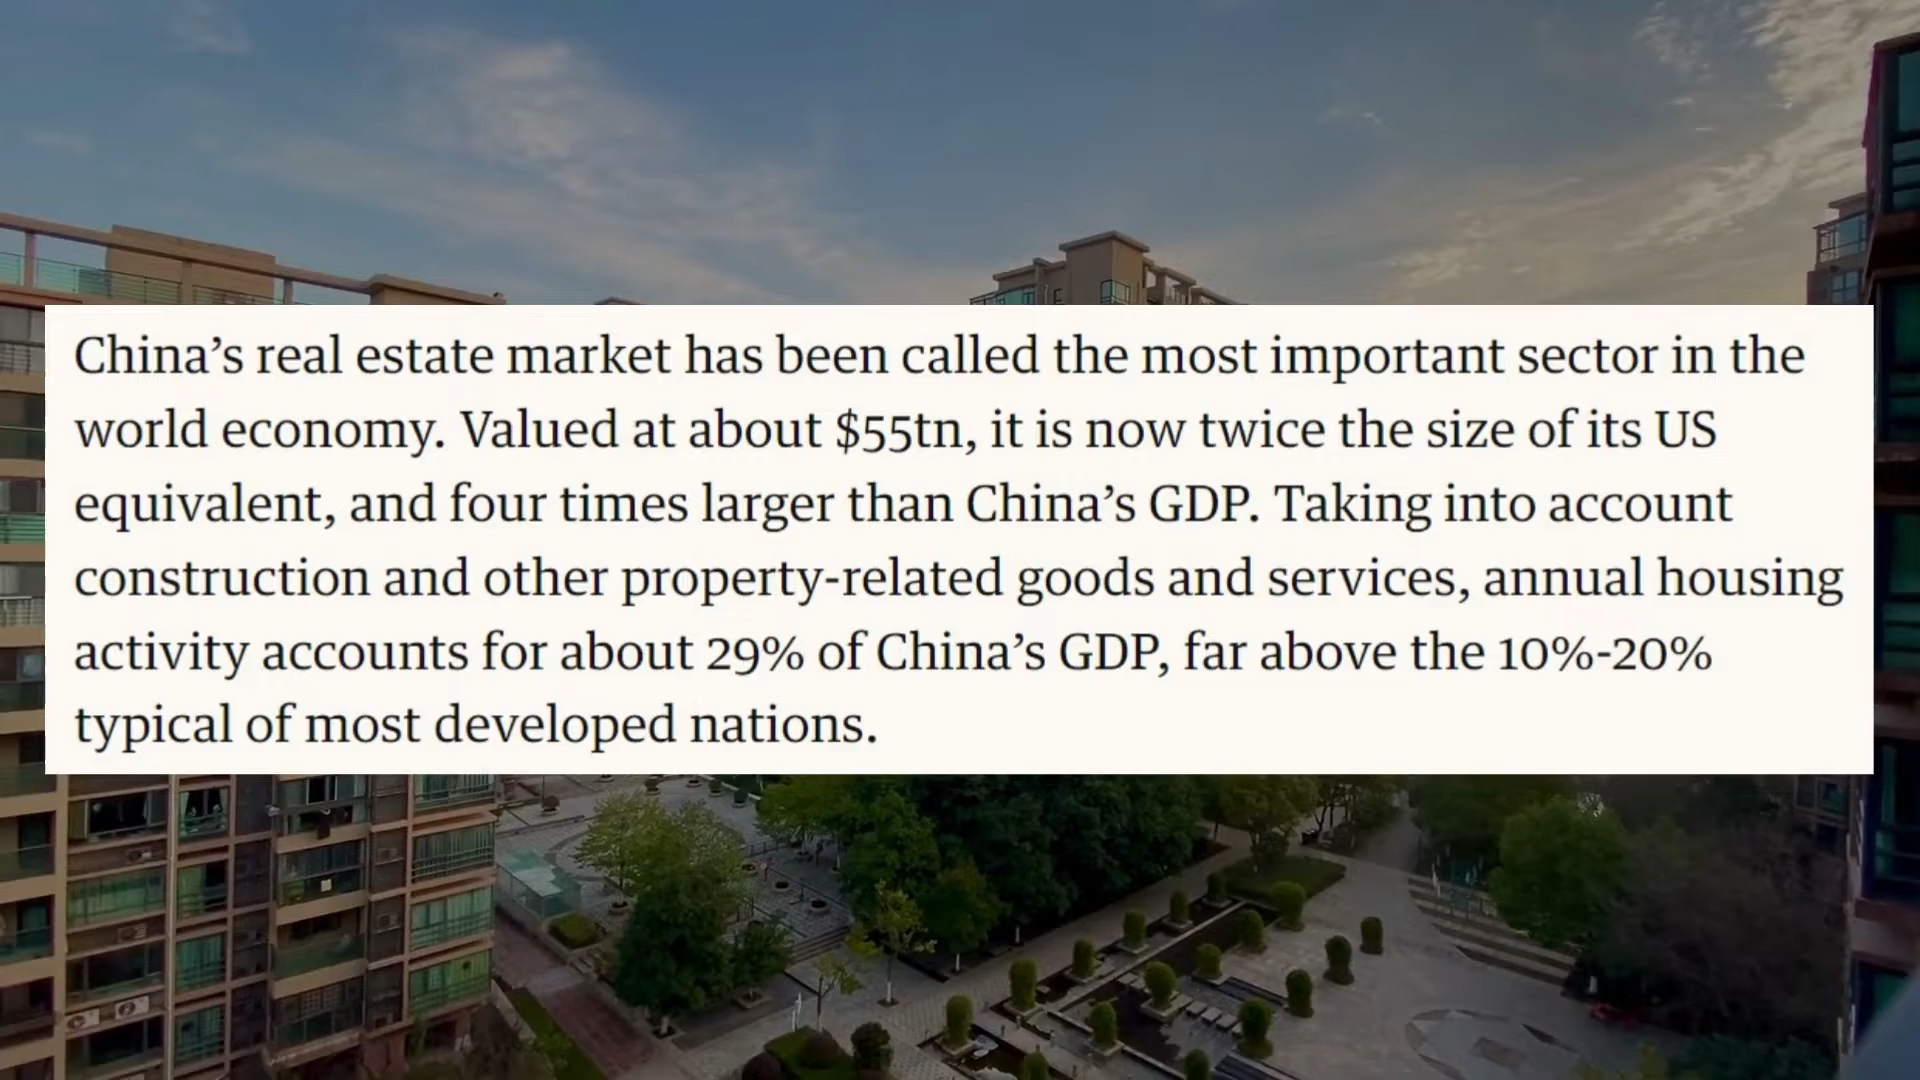 China’s real estate market has been called the most important sector in the
world economy. Valued at about $55tn, it is now twice the size of its US
equivalent, and four times larger than China’s GDP. Taking into account
construction and other property-related goods and services, annual housing
activity accounts for about 29% of China’s GDP, far above the 10%-20%
typical of most developed nations.